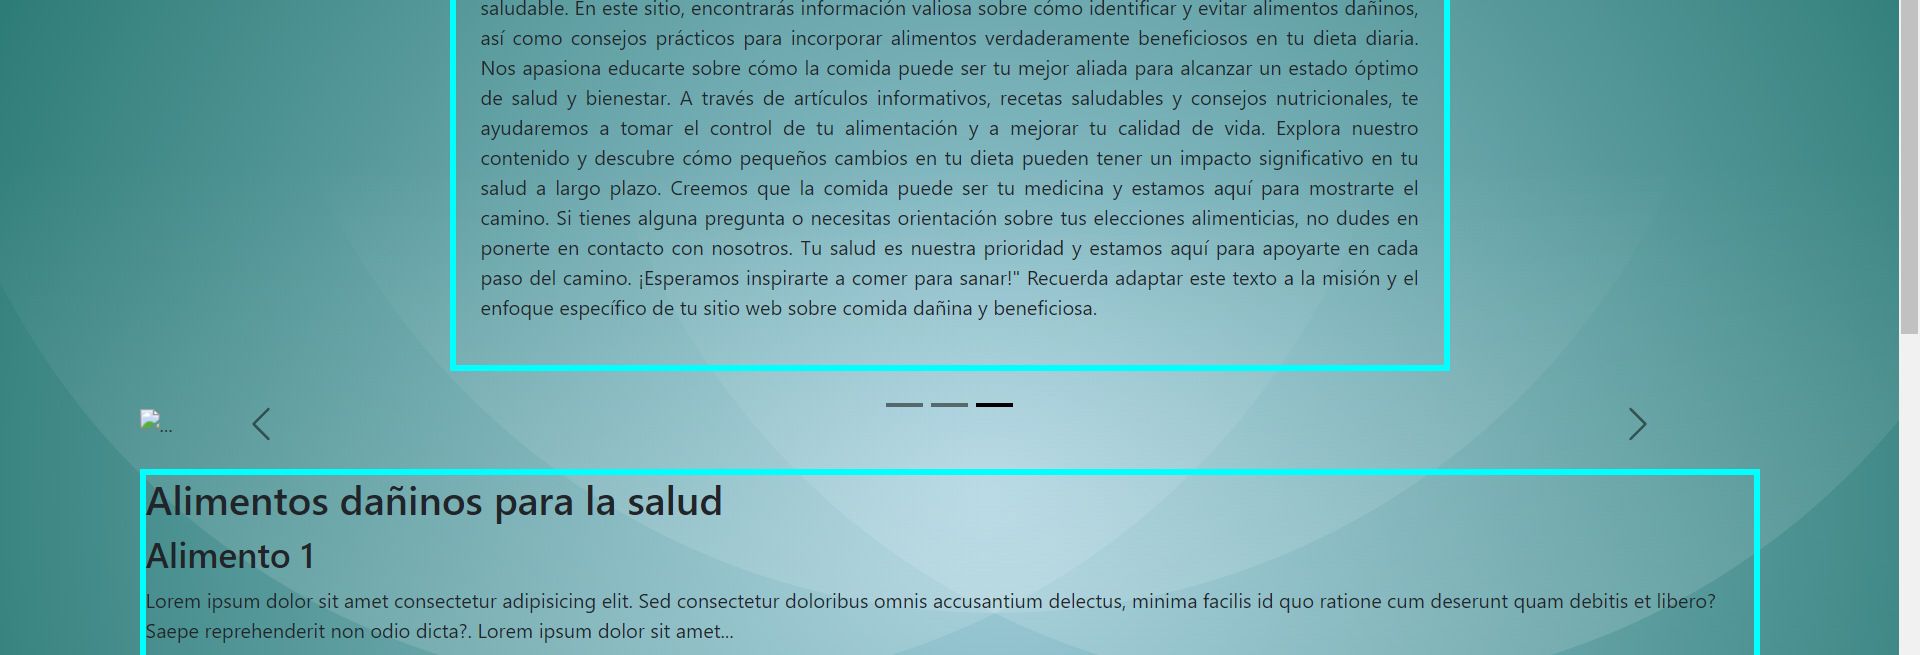 saludable. En este sitio, encontrarás información valiosa sobre cómo identificar y evitar alimentos dañinos,
así como consejos prácticos para incorporar alimentos verdaderamente beneficiosos en tu dieta diaria.
Nos apasiona educarte sobre cómo la comida puede ser tu mejor aliada para alcanzar un estado óptimo
de salud y bienestar. A través de artículos informativos, recetas saludables y consejos nutricionales, te
ayudaremos a tomar el control de tu alimentación y a mejorar tu calidad de vida. Explora nuestro
contenido y descubre cómo pequeños cambios en tu dieta pueden tener un impacto significativo en tu
salud a largo plazo. Creemos que la comida puede ser tu medicina y estamos aquí para mostrarte el
camino. Si tienes alguna pregunta o necesitas orientación sobre tus elecciones alimenticias, no dudes en
ponerte en contacto con nosotros. Tu salud es nuestra prioridad y estamos aquí para apoyarte en cada
paso del camino. ¡Esperamos inspirarte a comer para sanar!" Recuerda adaptar este texto a la misión y el
enfoque específico de tu sitio web sobre comida dañina y beneficiosa.
...
Alimentos dañinos para la salud
Alimento 1
Lorem ipsum dolor sit amet consectetur adipisicing elit. Sed consectetur doloribus omnis accusantium delectus, minima facilis id quo ratione cum deserunt quam debitis et libero?
Saepe reprehenderit non odio dicta?. Lorem ipsum dolor sit amet...